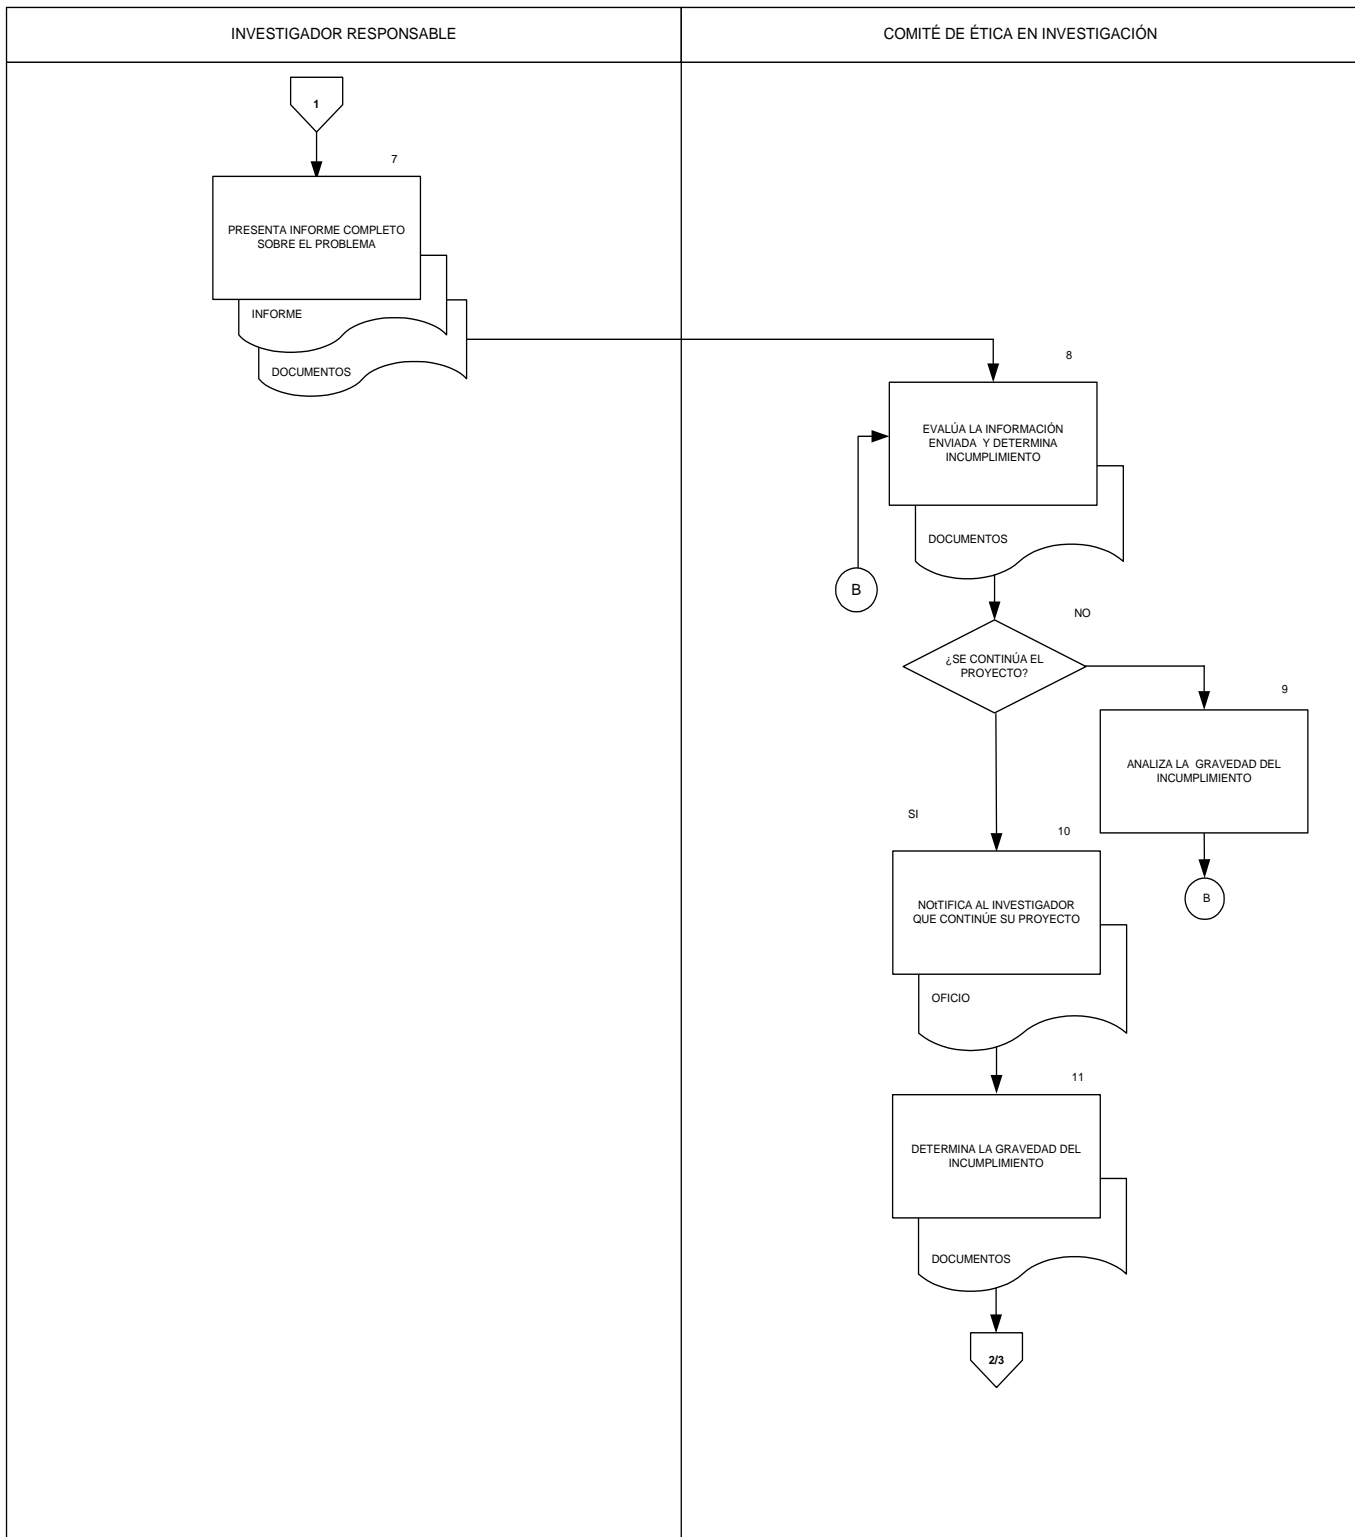 INVESTIGADOR RESPONSABLE
COMITÉ DE ÉTICA EN INVESTIGACIÓN
1
7
PRESENTA INFORME COMPLETO
SOBRE EL PROBLEMA
INFORME
DOCUMENTOS
8
EVALÚA LA INFORMACIÓN
ENVIADA Y DETERMINA
INCUMPLIMIENTO
DOCUMENTOS
B
NO
¿SE CONTINÚA EL
PROYECTO?
9
ANALIZA LA GRAVEDAD DEL
INCUMPLIMIENTO
B
SI
10
NOtTIFICA AL INVESTIGADOR
QUE CONTINÚE SU PROYECTO
OFICIO
11
DETERMINA LA GRAVEDAD DEL
INCUMPLIMIENTO
DOCUMENTOS
2/3